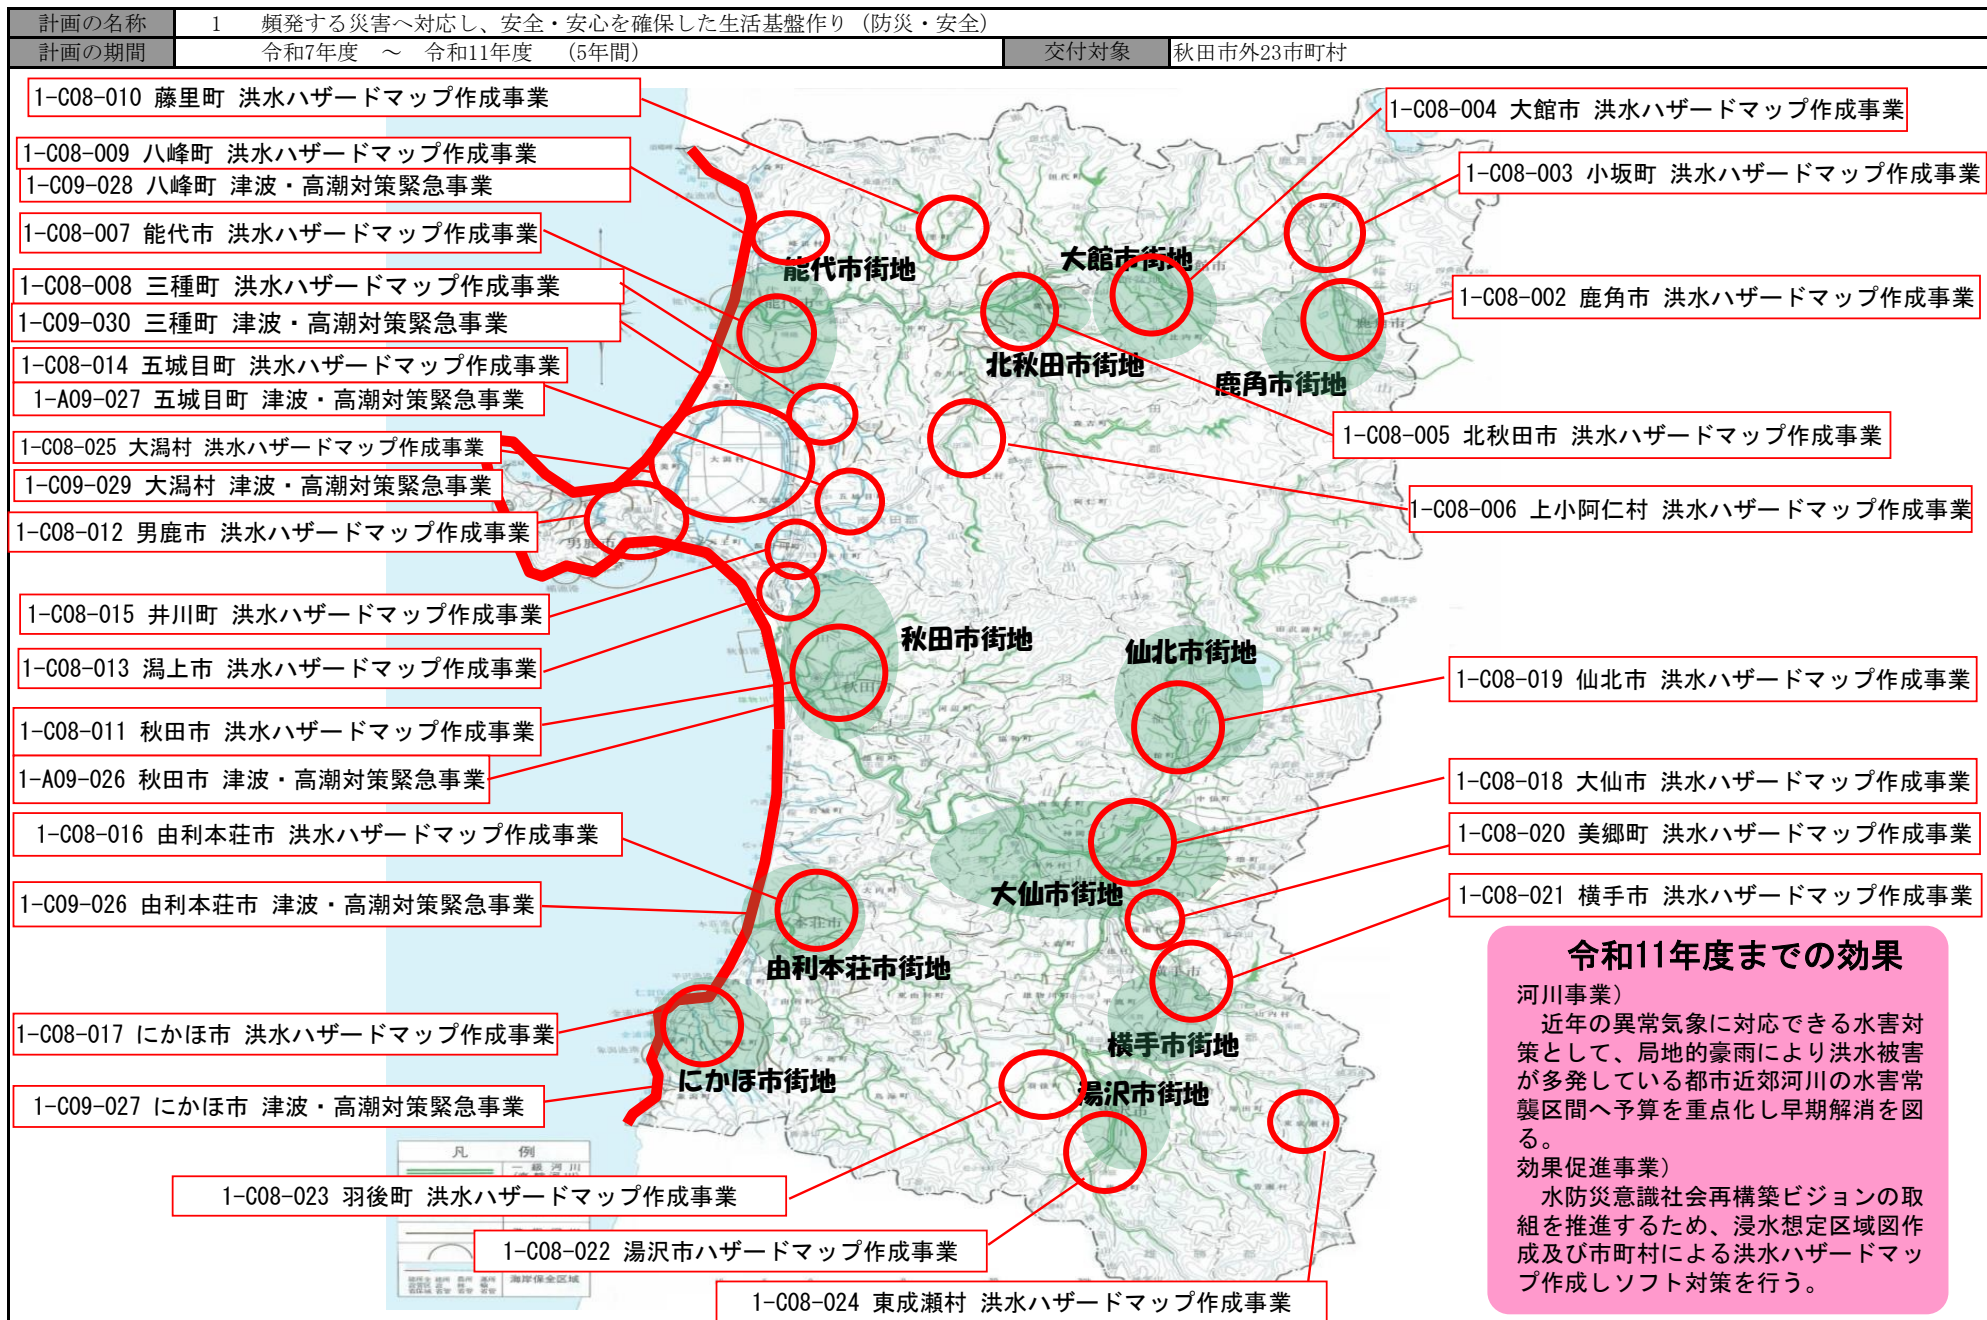 計画の名称 1 頻発する災害へ対応し、安全・安心を確保した生活基盤作り（防災・安全）
計画の期間 令和7年度 ～ 令和11年度 （5年間） 交付対象 秋田市外23市町村
1-C08-010 藤里町 洪水ハザードマップ作成事業
1-C08-009 八峰町 洪水ハザードマップ作成事業
1-C09-028 八峰町 津波・高潮対策緊急事業
1-C08-007 能代市 洪水ハザードマップ作成事業
1-C08-008 三種町 洪水ハザードマップ作成事業
1-C09-030 三種町 津波・高潮対策緊急事業
1-C08-014 五城目町 洪水ハザードマップ作成事業
1-A09-027 五城目町 津波・高潮対策緊急事業
1-C08-025 大潟村 洪水ハザードマップ作成事業
1-C09-029 大潟村 津波・高潮対策緊急事業
1-C08-012 男鹿市 洪水ハザードマップ作成事業
1-C08-015 井川町 洪水ハザードマップ作成事業
1-C08-013 潟上市 洪水ハザードマップ作成事業
1-C08-011 秋田市 洪水ハザードマップ作成事業
1-A09-026 秋田市 津波・高潮対策緊急事業
1-C08-016 由利本荘市 洪水ハザードマップ作成事業
1-C09-026 由利本荘市 津波・高潮対策緊急事業
1-C08-017 にかほ市 洪水ハザードマップ作成事業
1-C09-027 にかほ市 津波・高潮対策緊急事業
1-C08-023 羽後町 洪水ハザードマップ作成事業
1-C08-022 湯沢市ハザードマップ作成事業
1-C08-024 東成瀬村 洪水ハザードマップ作成事業
1-C08-004 大館市 洪水ハザードマップ作成事業
1-C08-003 小坂町 洪水ハザードマップ作成事業
1-C08-002 鹿角市 洪水ハザードマップ作成事業
1-C08-005 北秋田市 洪水ハザードマップ作成事業
1-C08-006 上小阿仁村 洪水ハザードマップ作成事業
1-C08-019 仙北市 洪水ハザードマップ作成事業
1-C08-018 大仙市 洪水ハザードマップ作成事業
1-C08-020 美郷町 洪水ハザードマップ作成事業
1-C08-021 横手市 洪水ハザードマップ作成事業
能代市街地
大館市街地
北秋田市街地
鹿角市街地
秋田市街地
仙北市街地
大仙市街地
由利本荘市街地
横手市街地
にかほ市街地
湯沢市街地
能代市
大潟村
男鹿市
秋田市
本荘市
横手市
鹿角市
凡 例
一級河川
海岸保全区域
令和11年度までの効果
河川事業）
近年の異常気象に対応できる水害対
策として、局地的豪雨により洪水被害
が多発している都市近郊河川の水害常
襲区間へ予算を重点化し早期解消を図
る。
効果促進事業）
水防災意識社会再構築ビジョンの取
組を推進するため、浸水想定区域図作
成及び市町村による洪水ハザードマッ
プ作成しソフト対策を行う。